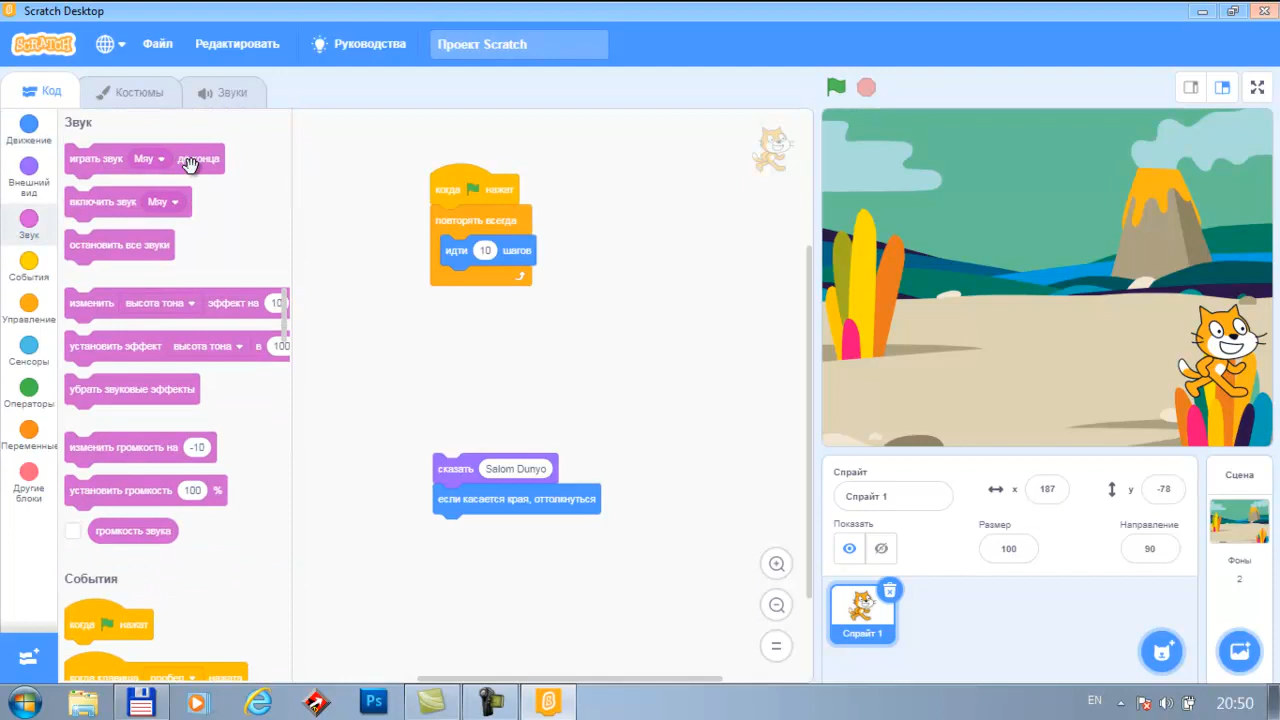 Scratch Desktop
SCRATCH
Файл
Редактировать
Руководства
Проект Scratch
Код
Костюмы
Звуки
Движение
Внешний вид
Звук
События
Управление
Сенсоры
Операторы
Переменные
Другие блоки
Звук
играть звук Мяу
включить звук Мяу
остановить все звуки
изменить высота тона эффект на 10
установить эффект высота тона в 100
убрать звуковые эффекты
изменить громкость на -10
установить громкость 100 %
громкость звука
События
когда нажат
когда нажат
повторять всегда
идти 10 шагов
сказать Salom Dunyo
если касается края, оттолкнуться
Спрайт
Спрайт 1
x 187
y -78
Показать
Размер
100
Направление
90
Спрайт 1
Сцена
Фоны
2
Ps
EN
20:50